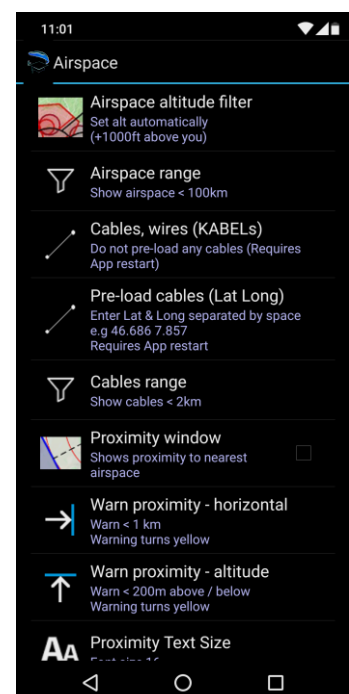 11:01
Airspace
Airspace altitude filter
Set alt automatically
(+1000ft above you)
Airspace range
Show airspace < 100km
Cables, wires (KABELs)
Do not pre-load any cables (Requires
App restart)
Pre-load cables (Lat Long)
Enter Lat & Long separated by space
e.g 46.686 7.857
Requires App restart
Cables range
Show cables < 2km
Proximity window
Shows proximity to nearest
airspace
Warn proximity - horizontal
Warn < 1 km
Warning turns yellow
Warn proximity - altitude
Warn < 200m above / below
Warning turns yellow
AA Proximity Text Size
Font size 16